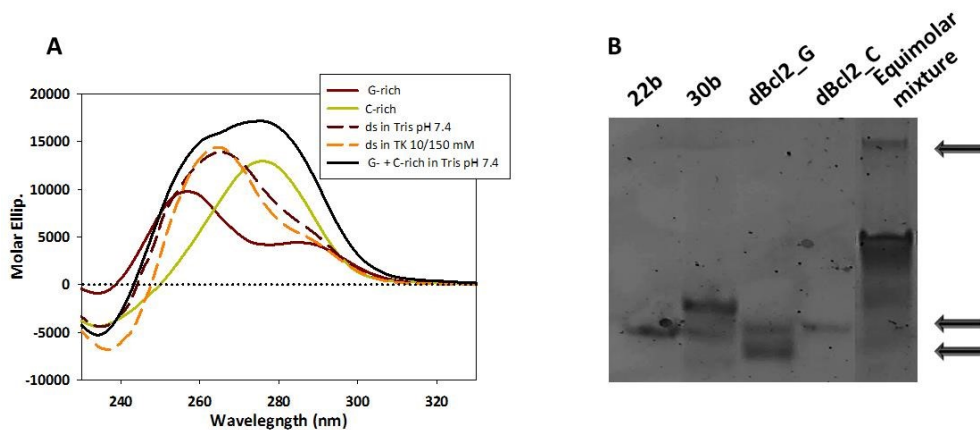 A
20000
15000
10000
5000
0
-5000
-10000
Molar Ellip.
240
260
280
300
320
Wavelegngth (nm)
G-rich
C-rich
ds in Tris pH 7.4
ds in TK 10/150 mM
G- + C-rich in Tris pH 7.4
B
22b
30b
dBcl2_G
dBcl2_C
Equimolar
mixture